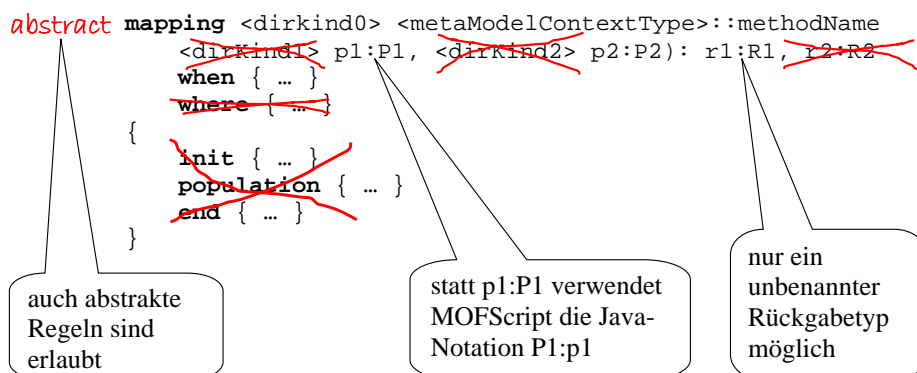 abstract mapping <dirkind0> <metaModelContextType>::methodName
<dirKind1> p1:P1, <dirKind2> p2:P2): r1:R1, r2:R2
when { … }
where { … }
{
init { … }
population { … }
end { … }
}
auch abstrakte
Regeln sind
erlaubt
statt p1:P1 verwendet
MOFScript die Java-
Notation P1:p1
nur ein
unbenannter
Rückgabetyp
möglich